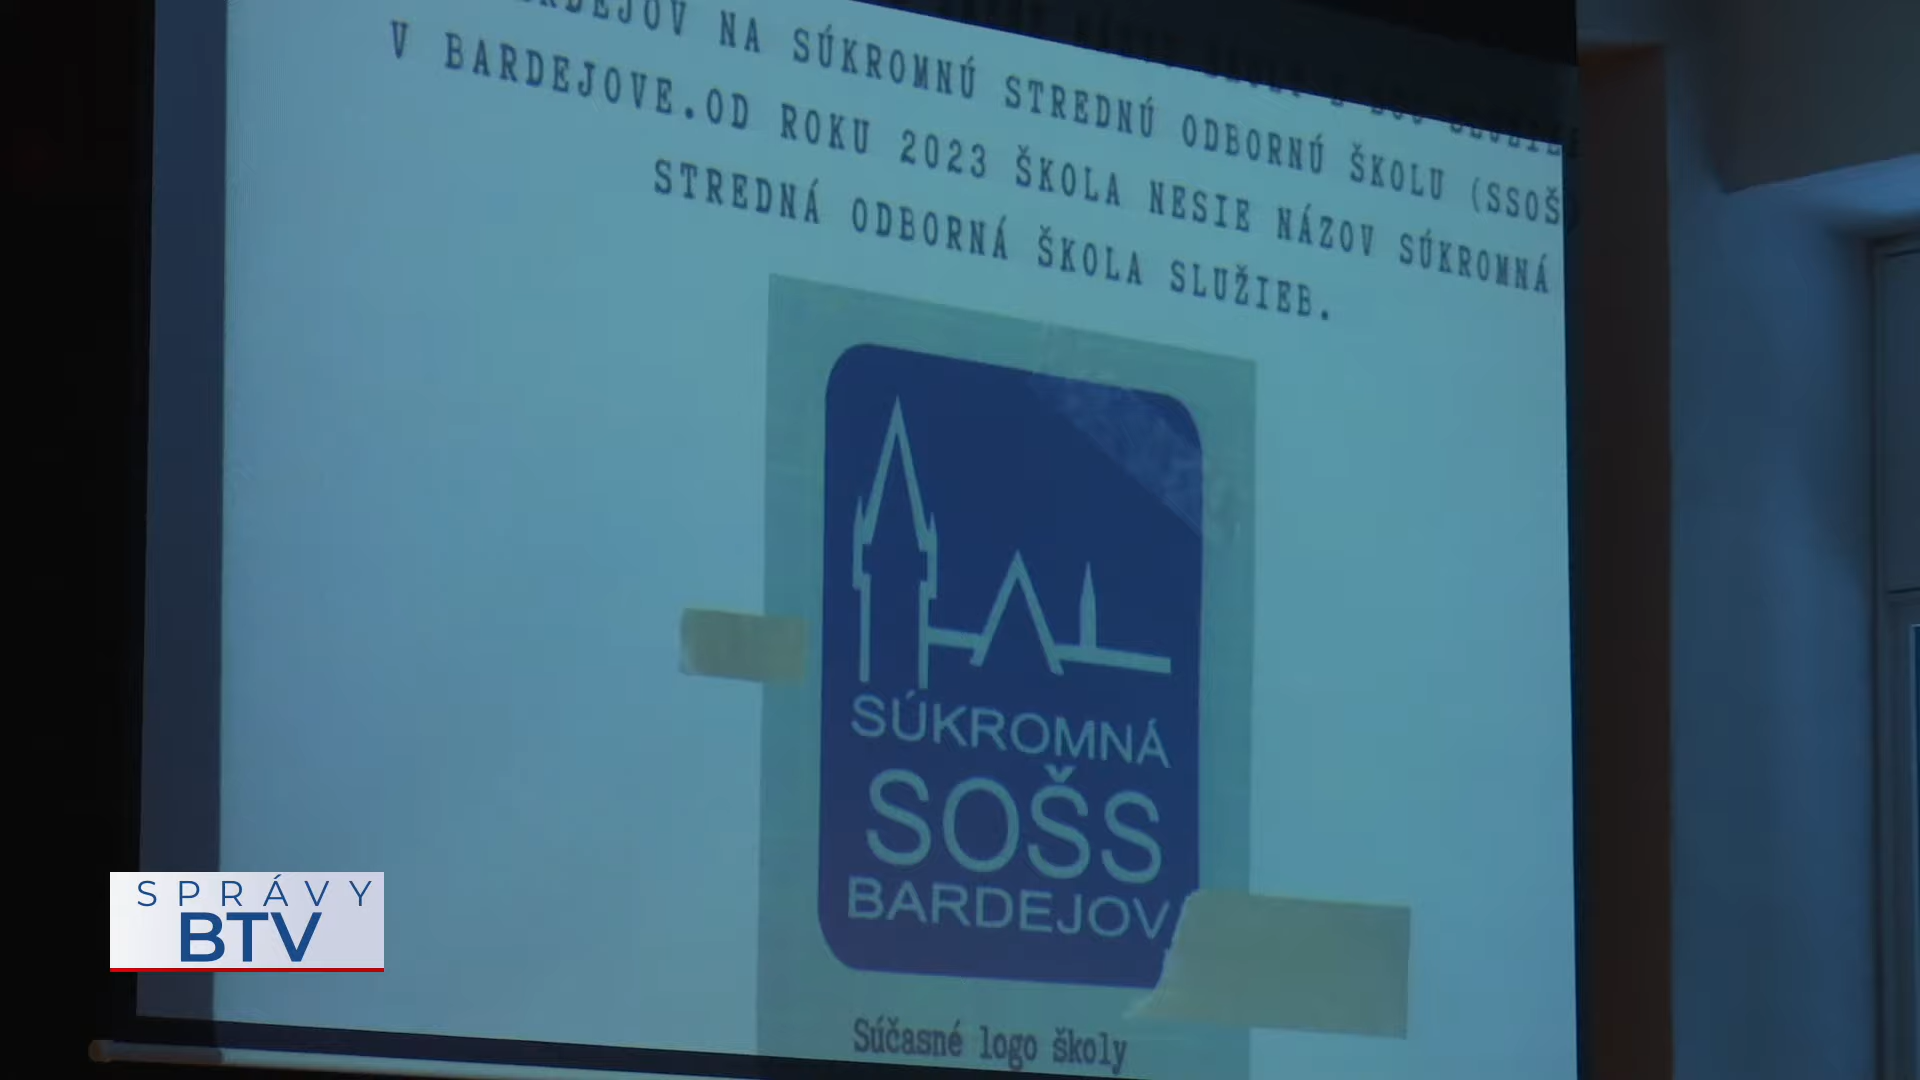 BARDEJOV NA SÚKROMNÚ STREDNÚ ODBORNÚ ŠKOLU (SSOŠ)
V BARDEJOVE.OD ROKU 2023 ŠKOLA NESIE NÁZOV SÚKROMNÁ
STREDNÁ ODBORNÁ ŠKOLA SLUŽIEB.
SÚKROMNÁ
SOŠS
BARDEJOV
Súčasné logo školy
SPRÁVY
BTV